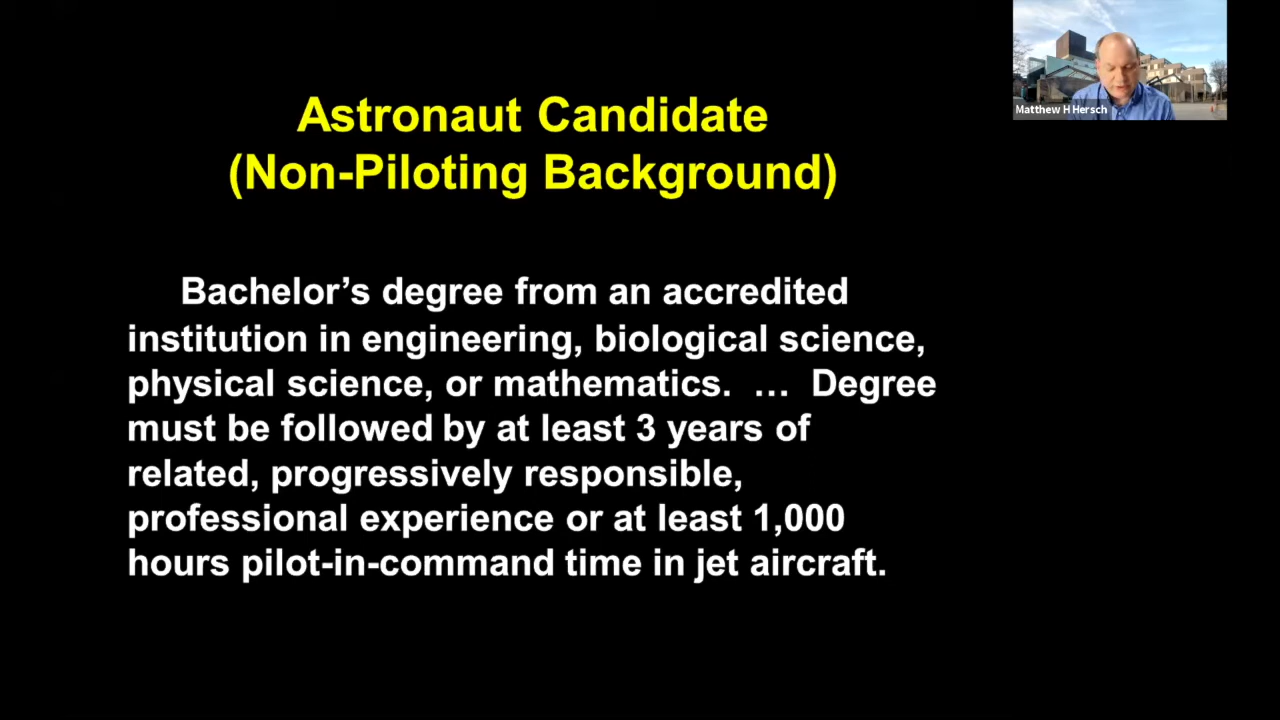 Astronaut Candidate
(Non-Piloting Background)
Bachelor’s degree from an accredited
institution in engineering, biological science,
physical science, or mathematics.  …  Degree
must be followed by at least 3 years of
related, progressively responsible,
professional experience or at least 1,000
hours pilot-in-command time in jet aircraft.
Matthew H Hersch